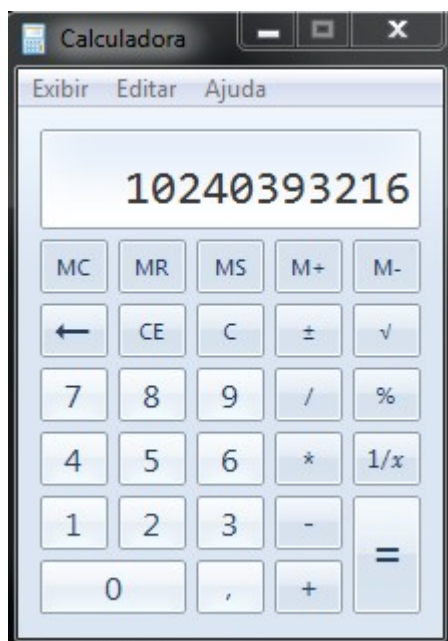 Calculadora
Exibir Editar Ajuda
10240393216
MC MR MS M+ M-
← CE C ± √
7 8 9 / %
4 5 6 * 1/x
1 2 3 - =
0 , +